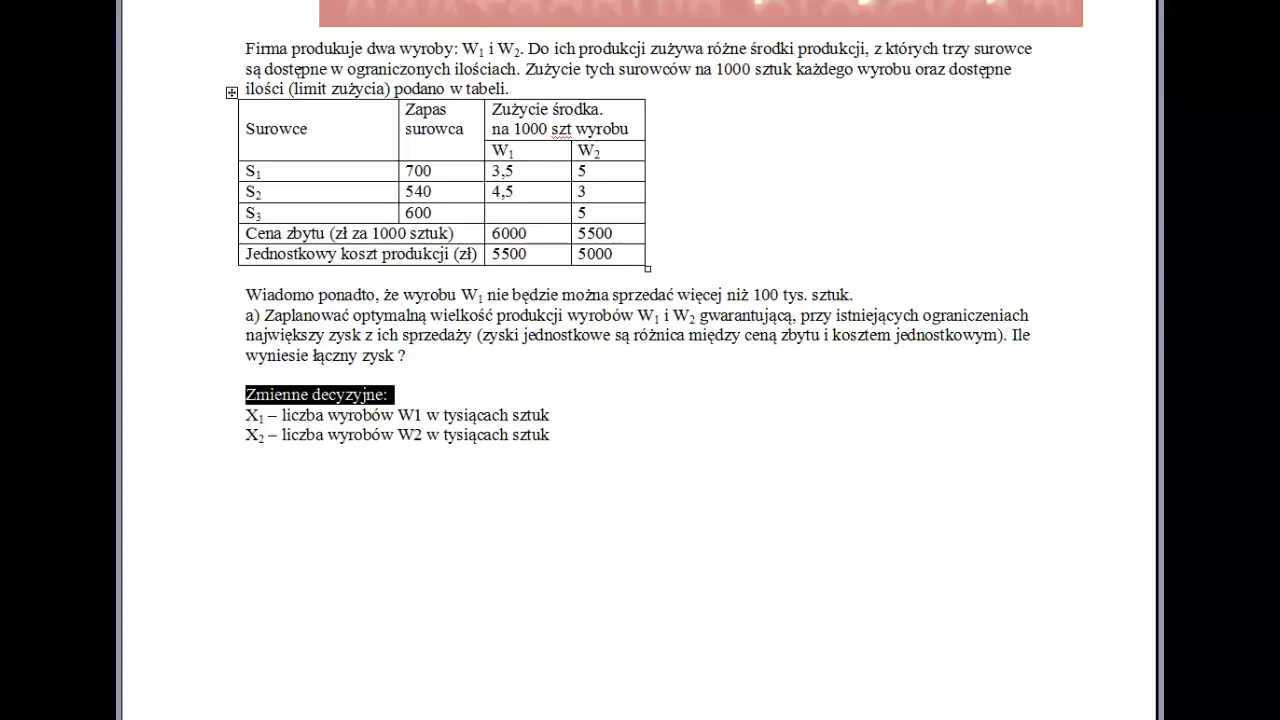 Firma produkuje dwa wyroby: W₁ i W₂. Do ich produkcji zużywa różne środki produkcji, z których trzy surowce
są dostępne w ograniczonych ilościach. Zużycie tych surowców na 1000 sztuk każdego wyrobu oraz dostępne
ilości (limit zużycia) podano w tabeli.
Surowce Zapas surowca Zużycie środka. na 1000 szt wyrobu
W₁ W₂
S₁ 700 3,5 5
S₂ 540 4,5 3
S₃ 600 5
Cena zbytu (zł za 1000 sztuk) 6000 5500
Jednostkowy koszt produkcji (zł) 5500 5000
Wiadomo ponadto, że wyrobu W₁ nie będzie można sprzedać więcej niż 100 tys. sztuk.
a) Zaplanować optymalną wielkość produkcji wyrobów W₁ i W₂ gwarantującą, przy istniejących ograniczeniach
największy zysk z ich sprzedaży (zyski jednostkowe są różnica między ceną zbytu i kosztem jednostkowym). Ile
wyniesie łączny zysk ?
Zmienne decyzyjne:
X₁ – liczba wyrobów W1 w tysiącach sztuk
X₂ – liczba wyrobów W2 w tysiącach sztuk